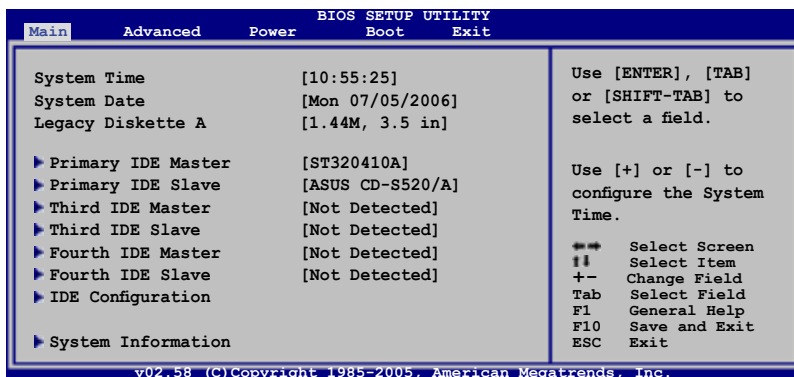 BIOS SETUP UTILITY
Main Advanced Power Boot Exit
System Time [10:55:25]
System Date [Mon 07/05/2006]
Legacy Diskette A [1.44M, 3.5 in]
Primary IDE Master [ST320410A]
Primary IDE Slave [ASUS CD-S520/A]
Third IDE Master [Not Detected]
Third IDE Slave [Not Detected]
Fourth IDE Master [Not Detected]
Fourth IDE Slave [Not Detected]
IDE Configuration
System Information
Use [ENTER], [TAB]
or [SHIFT-TAB] to
select a field.
Use [+] or [-] to
configure the System
Time.
Select Screen
Select Item
+- Change Field
Tab Select Field
F1 General Help
F10 Save and Exit
ESC Exit
v02.58 (C)Copyright 1985-2005, American Megatrends, Inc.